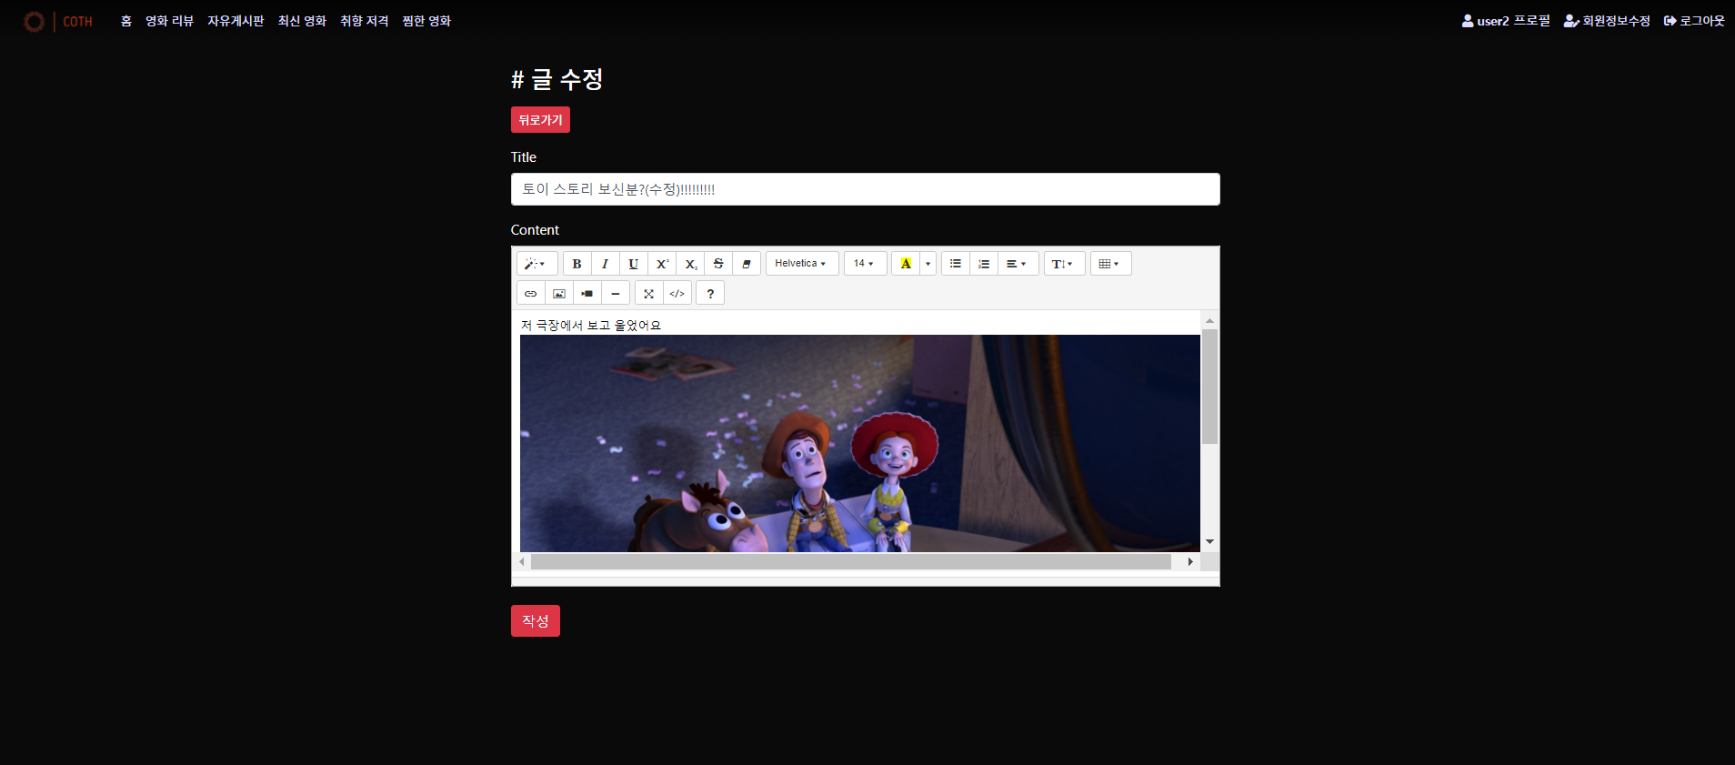 COTH 홈 영화 리뷰 자유게시판 최신 영화 취향 저격 찜한 영화 user2 프로필 회원정보수정 로그아웃
# 글 수정
뒤로가기
Title
토이 스토리 보신분?(수정)!!!!!!!!!
Content
B I U X² X₂ S Helvetica 14 A T
</> ?
저 극장에서 보고 울었어요
작성